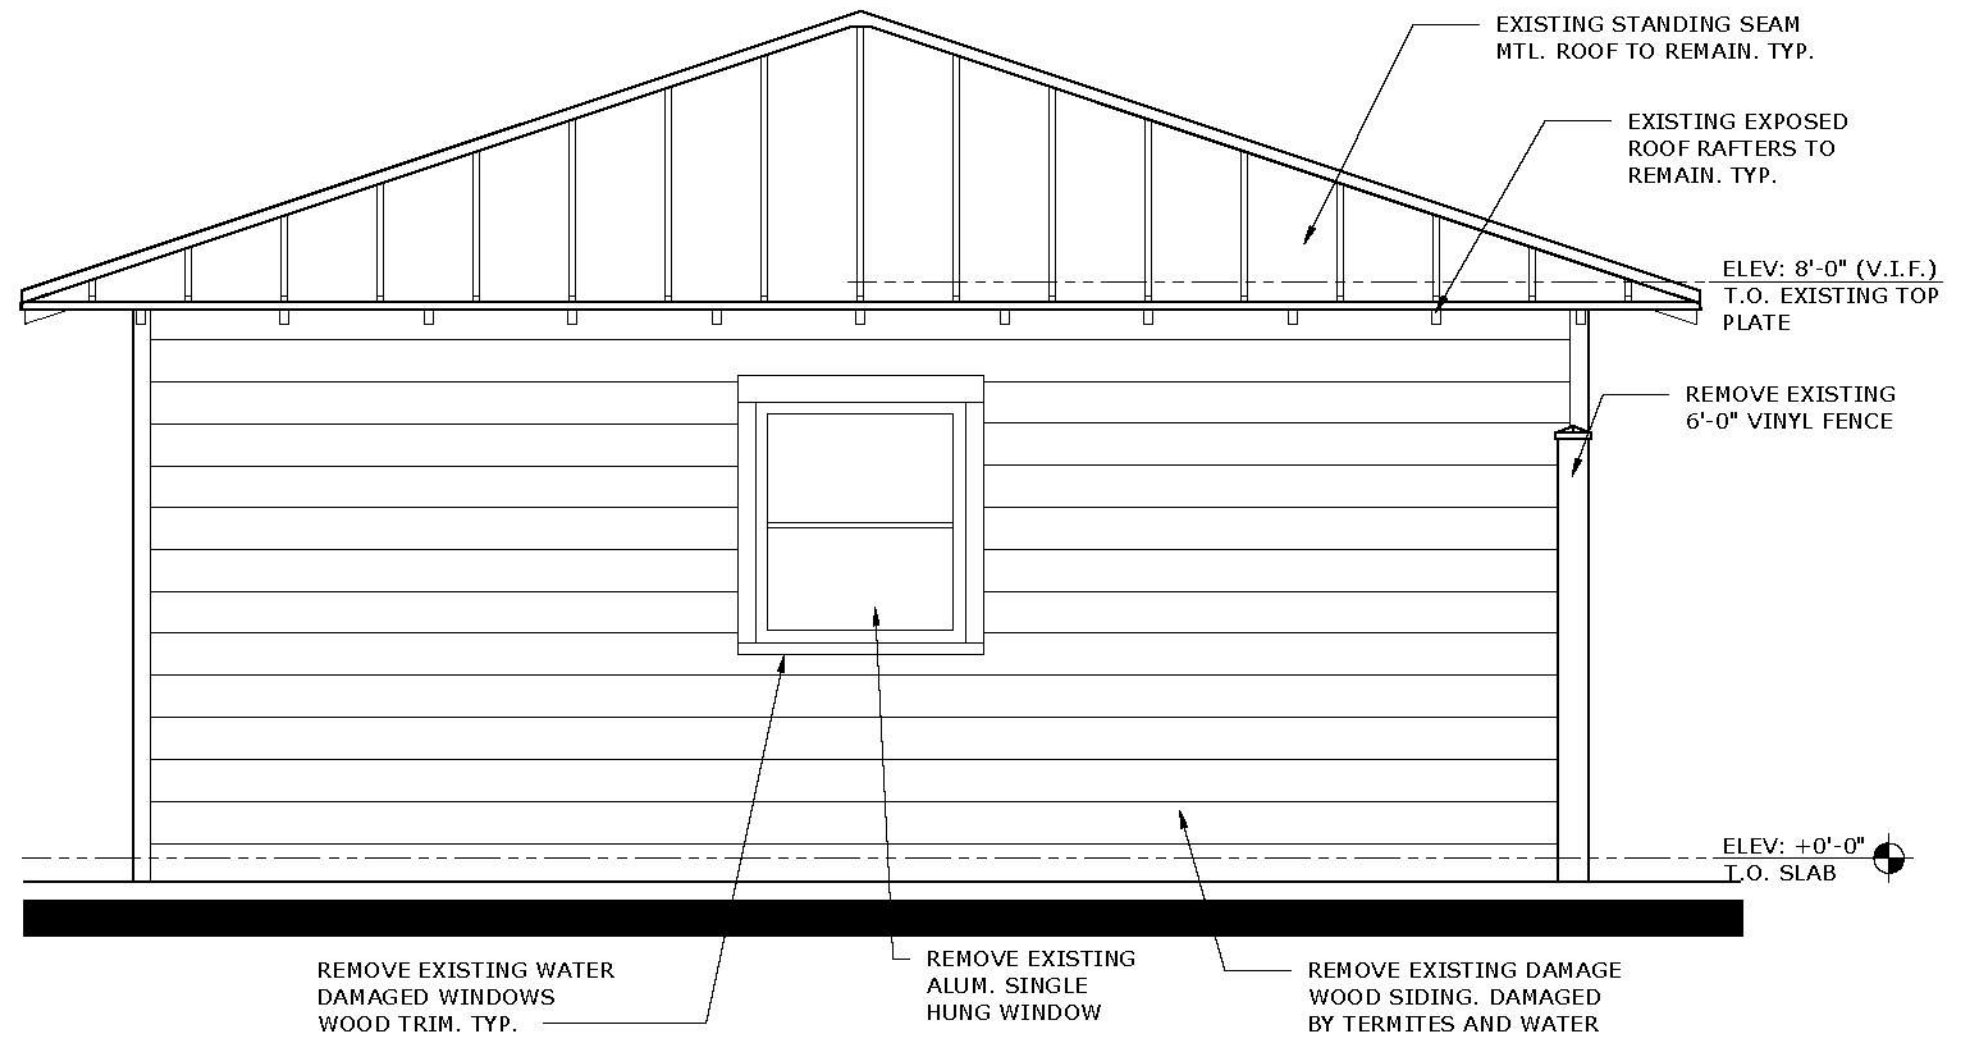 EXISTING STANDING SEAM
MTL. ROOF TO REMAIN. TYP.
EXISTING EXPOSED
ROOF RAFTERS TO
REMAIN. TYP.
ELEV: 8'-0" (V.I.F.)
T.O. EXISTING TOP
PLATE
REMOVE EXISTING
6'-0" VINYL FENCE
ELEV: +0'-0"
T.O. SLAB
REMOVE EXISTING WATER
DAMAGED WINDOWS
WOOD TRIM. TYP.
REMOVE EXISTING
ALUM. SINGLE
HUNG WINDOW
REMOVE EXISTING DAMAGE
WOOD SIDING. DAMAGED
BY TERMITES AND WATER